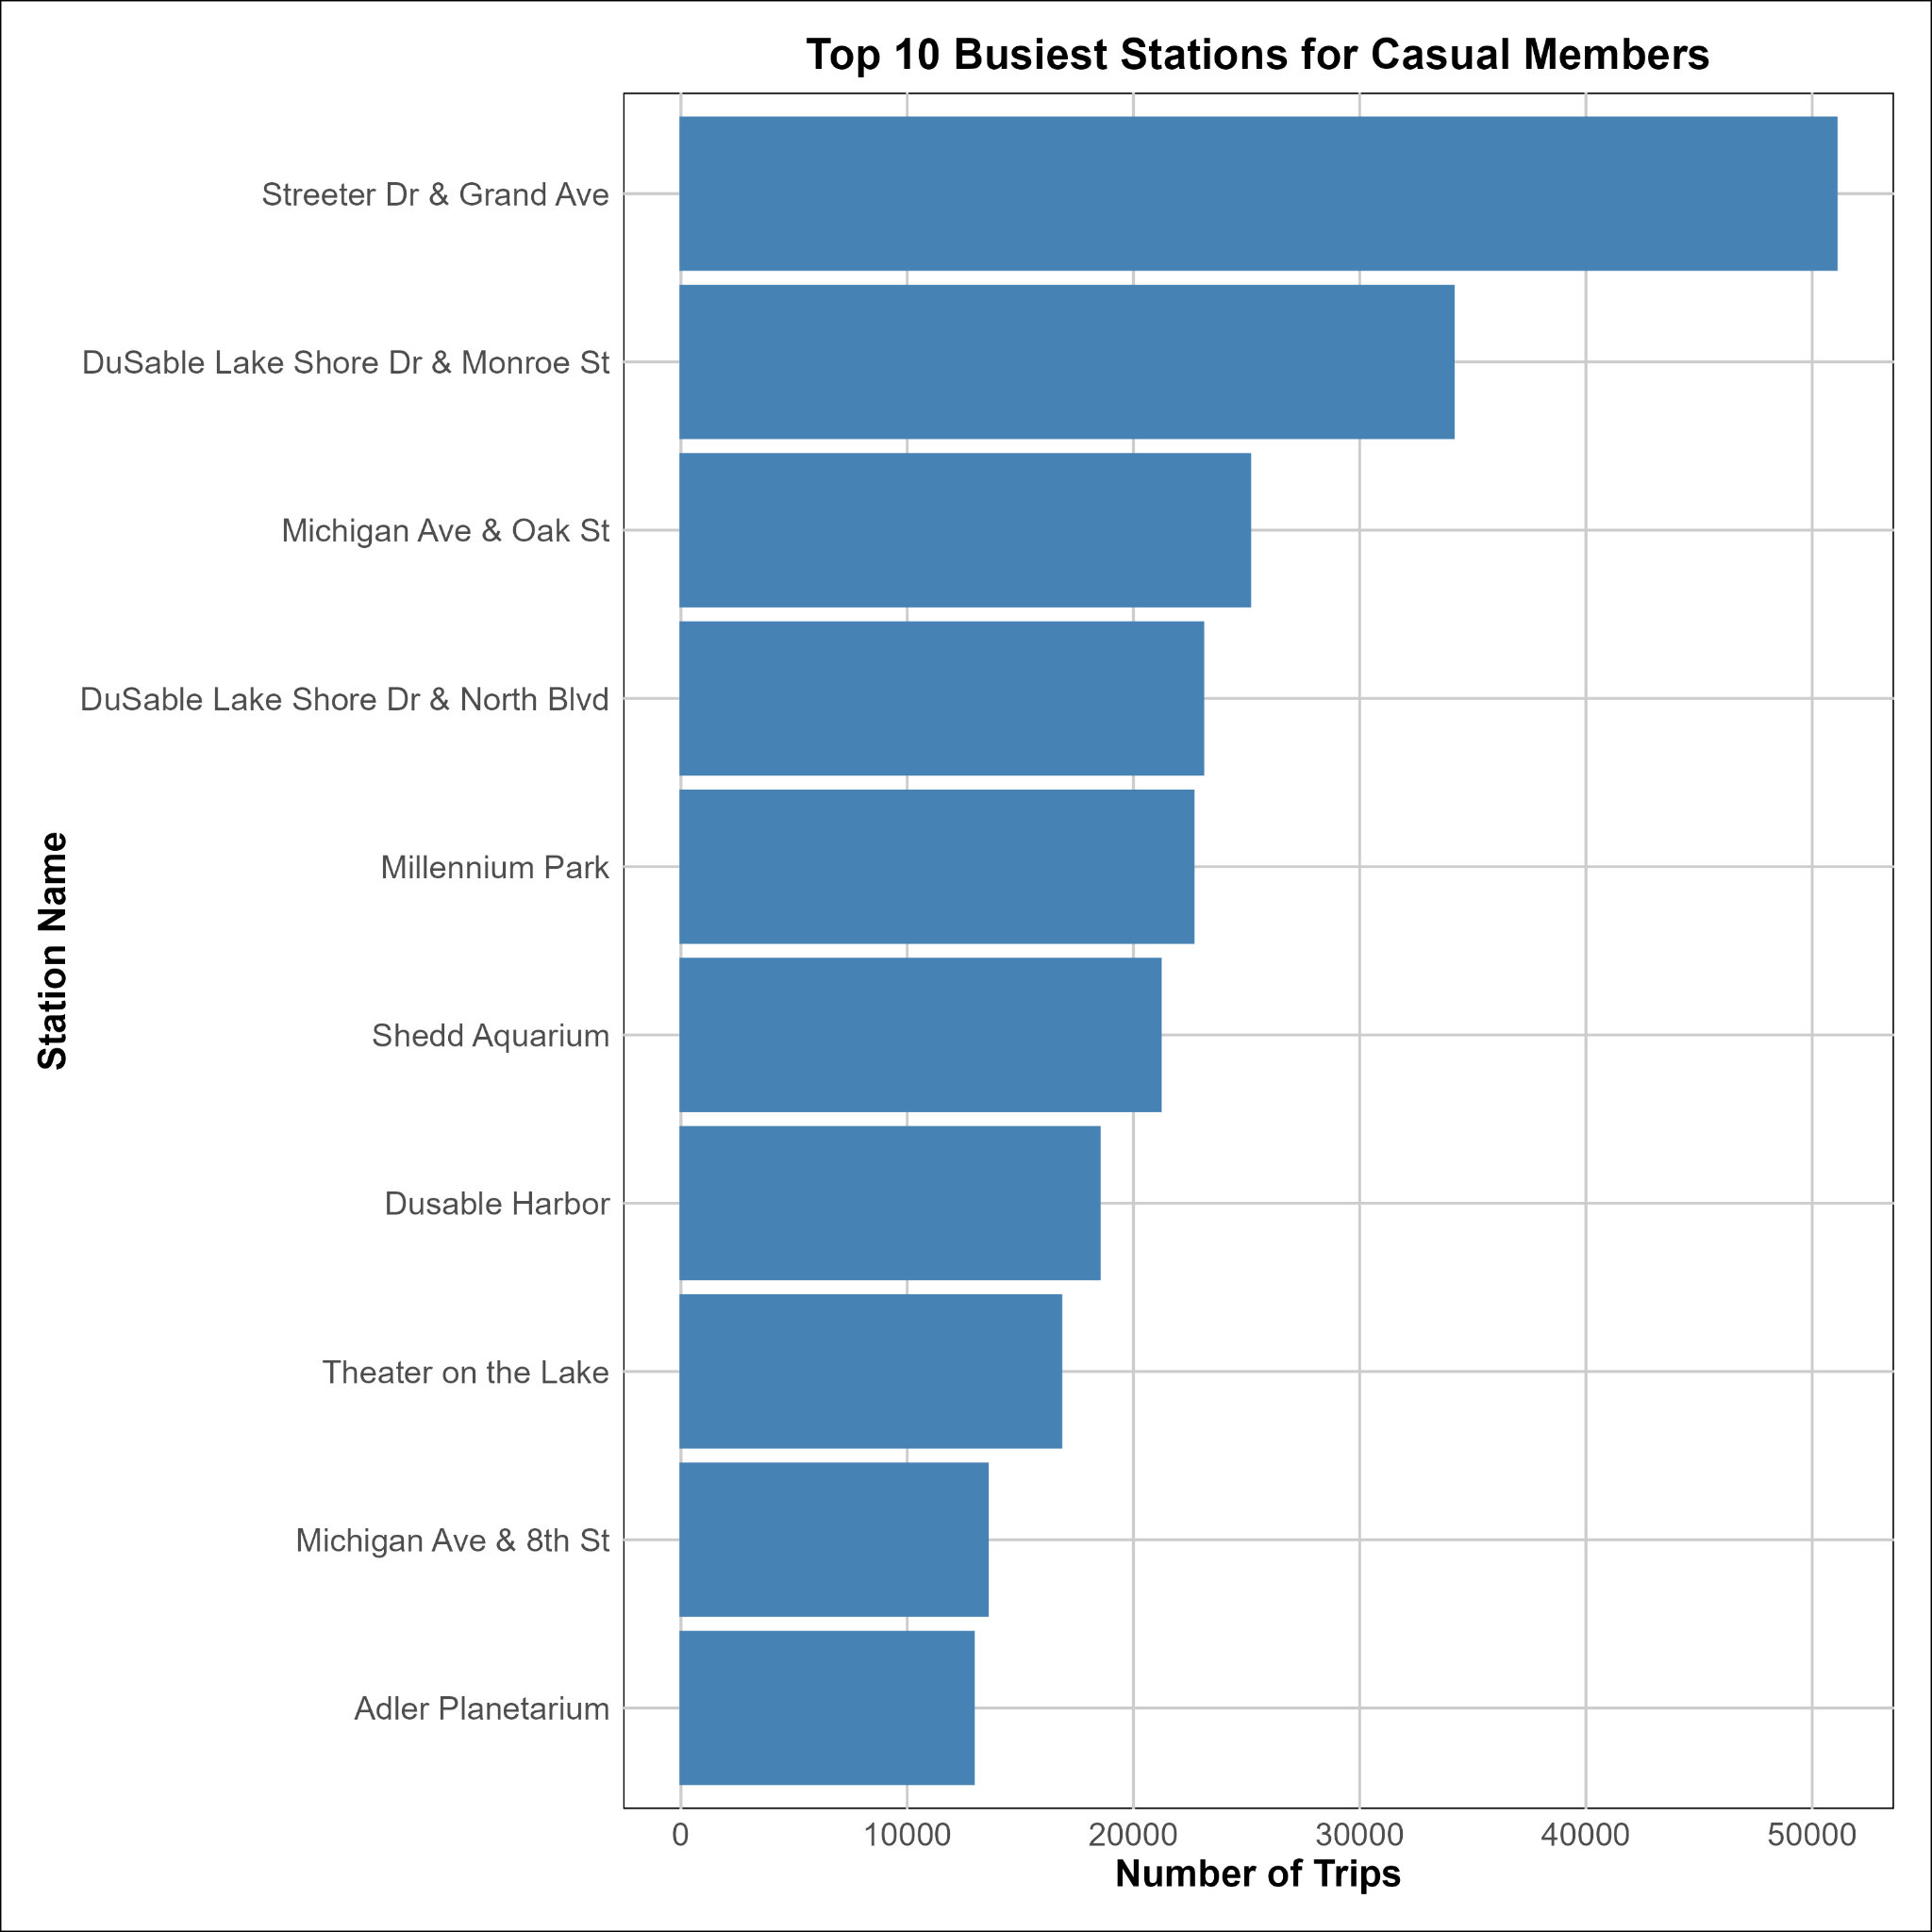 Top 10 Busiest Stations for Casual Members
Station Name
Streeter Dr & Grand Ave
DuSable Lake Shore Dr & Monroe St
Michigan Ave & Oak St
DuSable Lake Shore Dr & North Blvd
Millennium Park
Shedd Aquarium
Dusable Harbor
Theater on the Lake
Michigan Ave & 8th St
Adler Planetarium
0 10000 20000 30000 40000 50000
Number of Trips